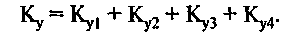 Kу = Kу1 + Kу2 + Kу3 + Kу4.